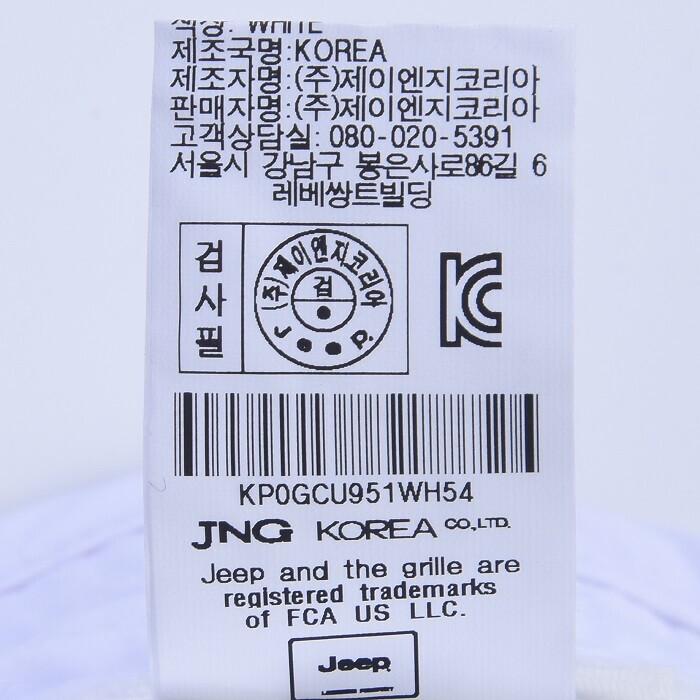 색상: WHITE
제조국명:KOREA
제조자명:(주)제이엔지코리아
판매자명:(주)제이엔지코리아
고객상담실: 080-020-5391
서울시 강남구 봉은사로86길 6
레베쌍트빌딩
검사필
(주)제이엔지코리아
검
Jeep.
KC
KP0GCU951WH54
JNG KOREA CO.,LTD.
Jeep and the grille are
registered trademarks
of FCA US LLC.
Jeep